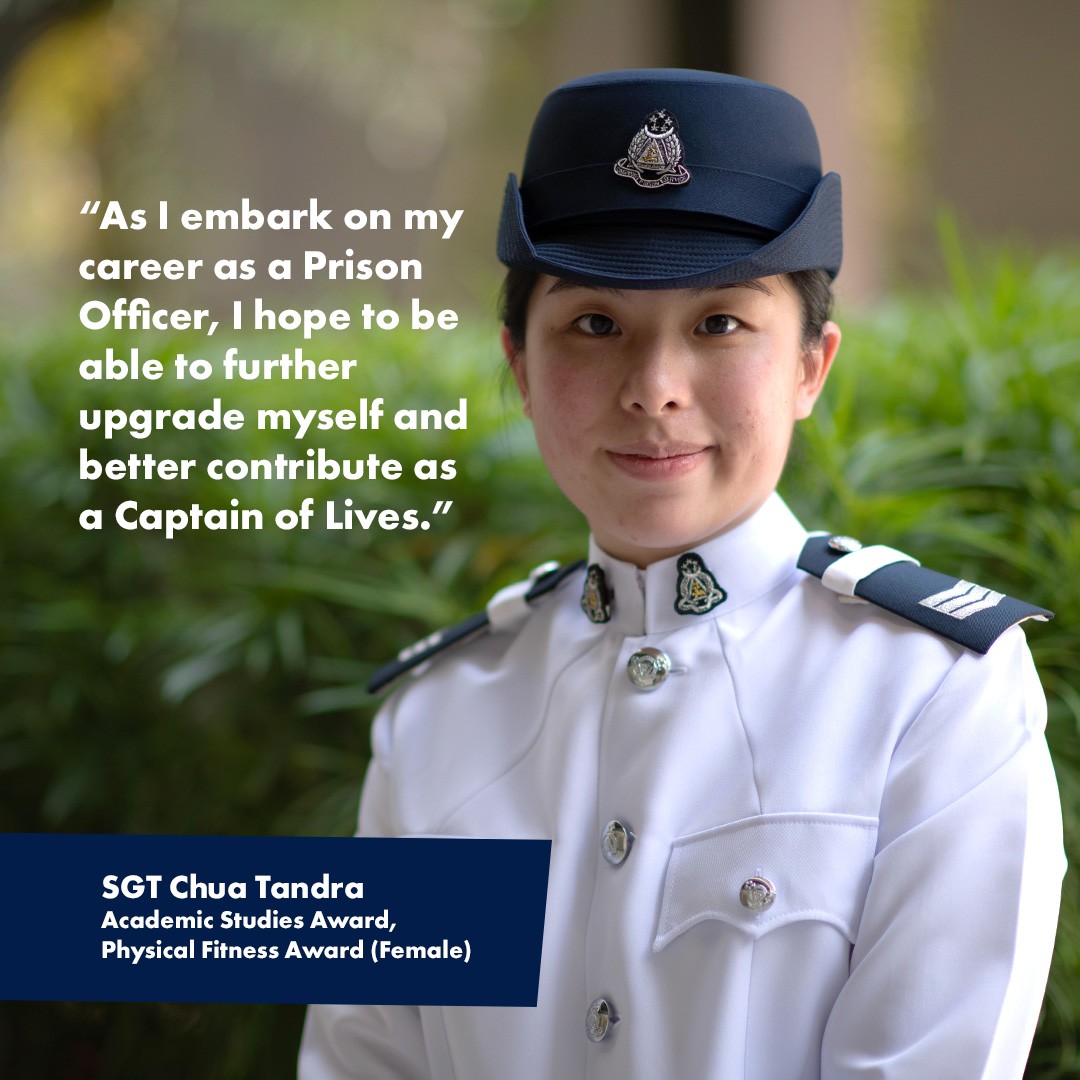 “As I embark on my
career as a Prison
Officer, I hope to be
able to further
upgrade myself and
better contribute as
a Captain of Lives.”
SGT Chua Tandra
Academic Studies Award,
Physical Fitness Award (Female)